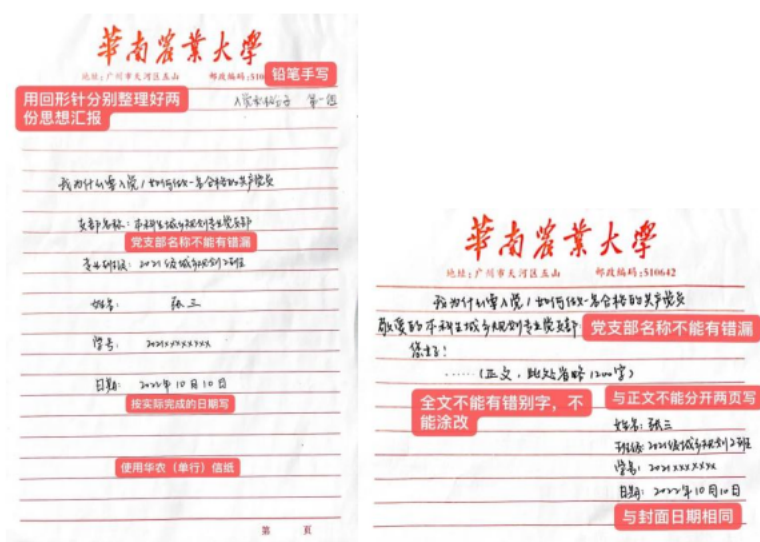 華南農業大學
地址:广州市天河区五山 邮政编码:510
铅笔手写
用回形针分别整理好两
份思想汇报
入党积极分子 第一组
我为什么要入党/如何做一名合格的共产党员
支部名称:本科生城乡规划专业党支部
党支部名称不能有错漏
专业班级:2021级城乡规划2班
姓名: 张三
学号: 2021xxxxxxxx
日期: 2022年10月10日
按实际完成的日期写
使用华农(单行)信纸
第 页
華南農業大學
地址:广州市天河区五山 邮政编码:510642
我为什么要入党/如何做一名合格的共产党员
敬爱的本科生城乡规划专业党支部:
党支部名称不能有错漏
您好!
……(正文,此处省略1200字)
全文不能有错别字,不
能涂改
与正文不能分开两页写
姓名:张三
班级:2021级城乡规划2班
学号:2021xxxxxxxx
日期:2022年10月10日
与封面日期相同